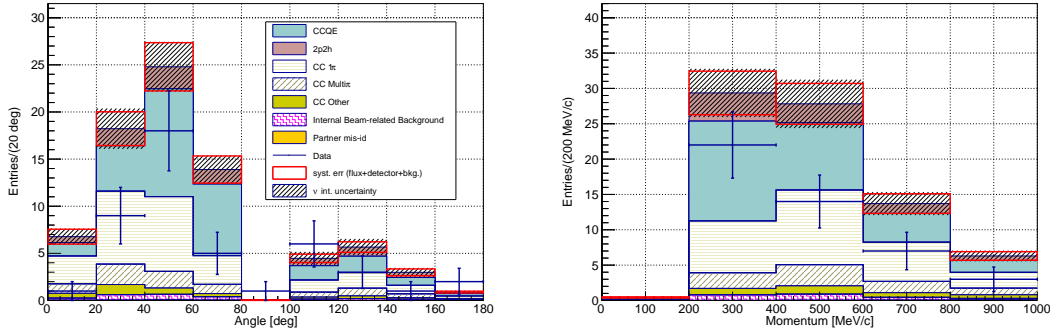 Entries/(20 deg)
30
25
20
15
10
5
0
0 20 40 60 80 100 120 140 160 180
Angle [deg]
CCQE
2p2h
CC 1π
CC Multiπ
CC Other
Internal Beam-related Background
Partner mis-id
Data
syst. err (flux+detector+bkg.)
ν int. uncertainty
Entries/(200 MeV/c)
40
35
30
25
20
15
10
5
0
0 100 200 300 400 500 600 700 800 900 1000
Momentum [MeV/c]